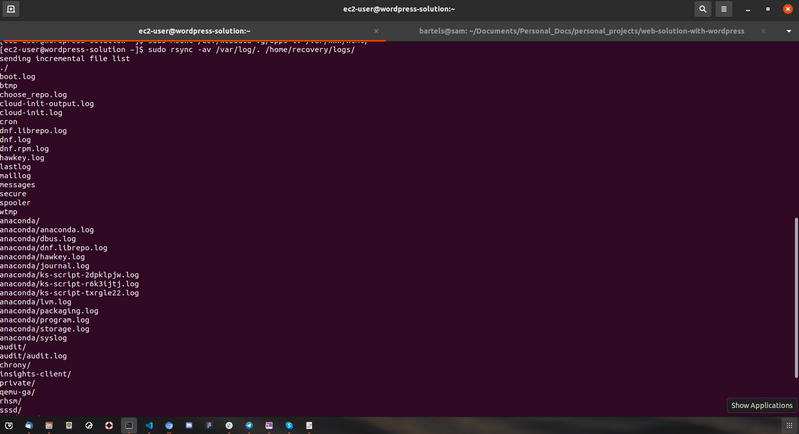 ec2-user@wordpress-solution:~
ec2-user@wordpress-solution:~
bartels@sam: ~/Documents/Personal_Docs/personal_projects/web-solution-with-wordpress
[ec2-user@wordpress-solution ~]$ sudo rsync -av /var/log/. /home/recovery/logs/
sending incremental file list
./
boot.log
btmp
choose_repo.log
cloud-init-output.log
cloud-init.log
cron
dnf.librepo.log
dnf.log
dnf.rpm.log
hawkey.log
lastlog
maillog
messages
secure
spooler
wtmp
anaconda/
anaconda/anaconda.log
anaconda/dbus.log
anaconda/dnf.librepo.log
anaconda/hawkey.log
anaconda/journal.log
anaconda/ks-script-2dpklpjw.log
anaconda/ks-script-r6k3ijtj.log
anaconda/ks-script-txrgle22.log
anaconda/lvm.log
anaconda/packaging.log
anaconda/program.log
anaconda/storage.log
anaconda/syslog
audit/
audit/audit.log
chrony/
insights-client/
private/
qemu-ga/
rhsm/
sssd/
Show Applications